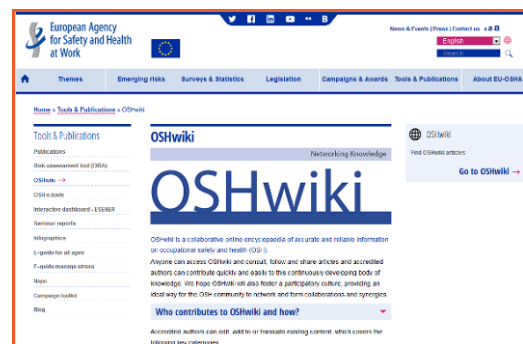 European Agency
for Safety and Health
at Work
News & Events | Press | Contact us a a a
English
Search
Themes
Emerging risks
Surveys & Statistics
Legislation
Campaigns & Awards
Tools & Publications
About EU-OSHA
Home » Tools & Publications » OSHwiki
Tools & Publications
Publications
Risk assessment tool (OiRA)
OSHwiki →
OSH e-tools
Interactive dashboard - ESENER
Seminar reports
Infographics
E-guide for all ages
E-guide manage stress
Napo
Campaign toolkit
Blog
OSHwiki
Networking Knowledge
OSHwiki
OSHwiki is a collaborative online encyclopaedia of accurate and reliable information
on occupational safety and health (OSH).
Anyone can access OSHwiki and consult, follow and share articles and accredited
authors can contribute quickly and easily to this continuously developing body of
knowledge. We hope OSHwiki will also foster a participatory culture, providing an
ideal way for the OSH community to network and form collaborations and synergies.
Who contributes to OSHwiki and how?
Accredited authors can edit, add to or translate existing content, which covers the
following key categories
OSHwiki
Find OSHwiki articles
Go to OSHwiki →